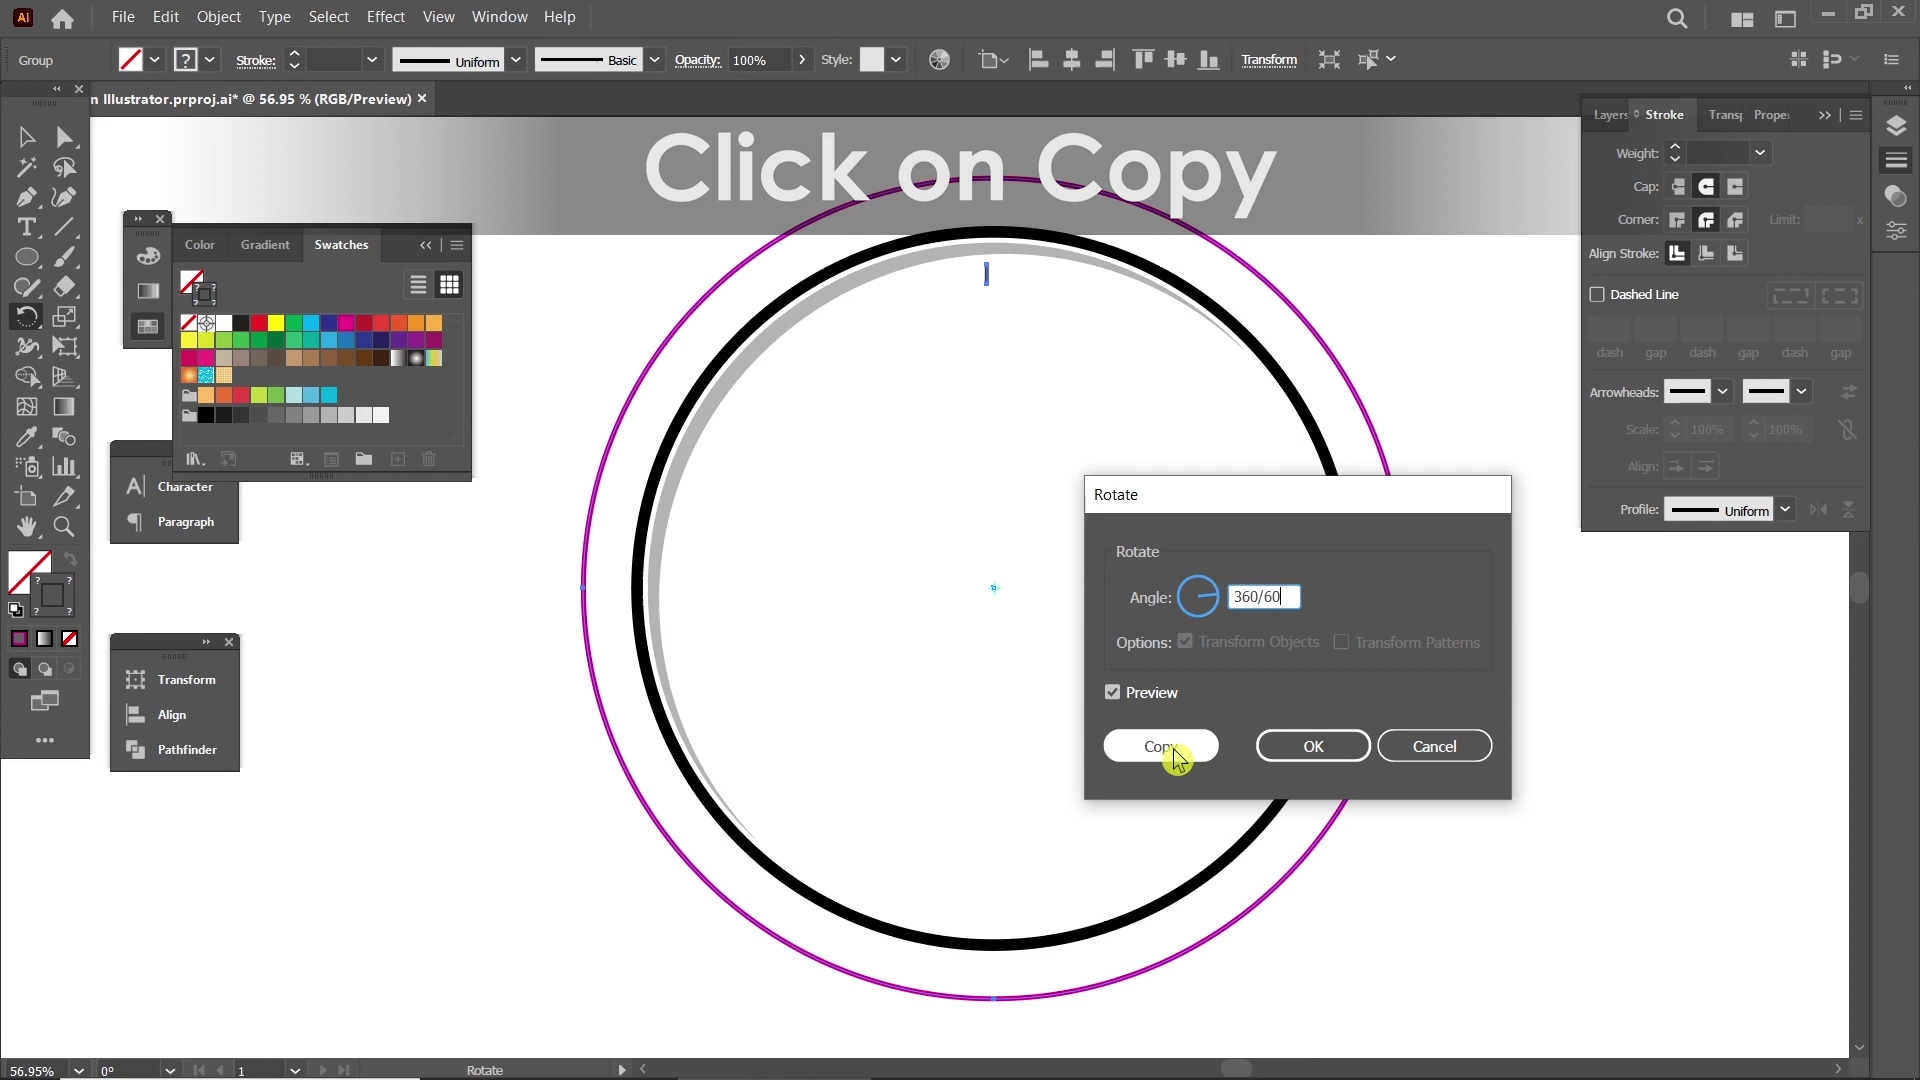 Ai File Edit Object Type Select Effect View Window Help
Group ? Stroke: Uniform Basic Opacity: 100% Style: Transform
n Illustrator.prproj.ai* @ 56.95 % (RGB/Preview)
Click on Copy
Color Gradient Swatches
Character
Paragraph
Transform
Align
Pathfinder
Layers Stroke Transp Proper
Weight:
Cap:
Corner: Limit: x
Align Stroke:
Dashed Line
dash gap dash gap dash gap
Arrowheads:
Scale: 100% 100%
Align:
Profile: Uniform
Rotate
Rotate
Angle: 360/60
Options: Transform Objects Transform Patterns
Preview
Copy OK Cancel
56.95% 0° 1 Rotate